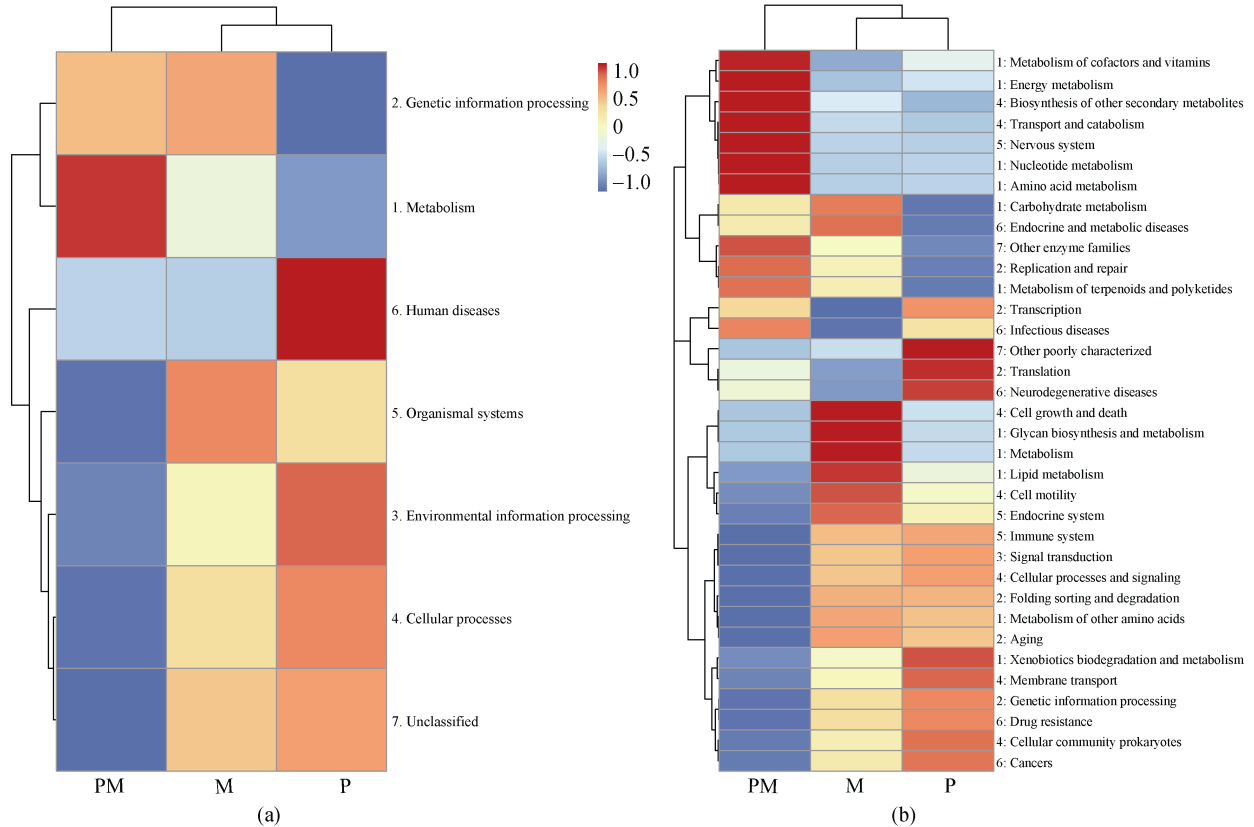 2. Genetic information processing
1. Metabolism
6. Human diseases
5. Organismal systems
3. Environmental information processing
4. Cellular processes
7. Unclassified
PM M P
(a)
1.0
0.5
0
−0.5
−1.0
1: Metabolism of cofactors and vitamins
1: Energy metabolism
4: Biosynthesis of other secondary metabolites
4: Transport and catabolism
5: Nervous system
1: Nucleotide metabolism
1: Amino acid metabolism
1: Carbohydrate metabolism
6: Endocrine and metabolic diseases
7: Other enzyme families
2: Replication and repair
1: Metabolism of terpenoids and polyketides
2: Transcription
6: Infectious diseases
7: Other poorly characterized
2: Translation
6: Neurodegenerative diseases
4: Cell growth and death
1: Glycan biosynthesis and metabolism
1: Metabolism
1: Lipid metabolism
4: Cell motility
5: Endocrine system
5: Immune system
3: Signal transduction
4: Cellular processes and signaling
2: Folding sorting and degradation
1: Metabolism of other amino acids
2: Aging
1: Xenobiotics biodegradation and metabolism
4: Membrane transport
2: Genetic information processing
6: Drug resistance
4: Cellular community prokaryotes
6: Cancers
PM M P
(b)